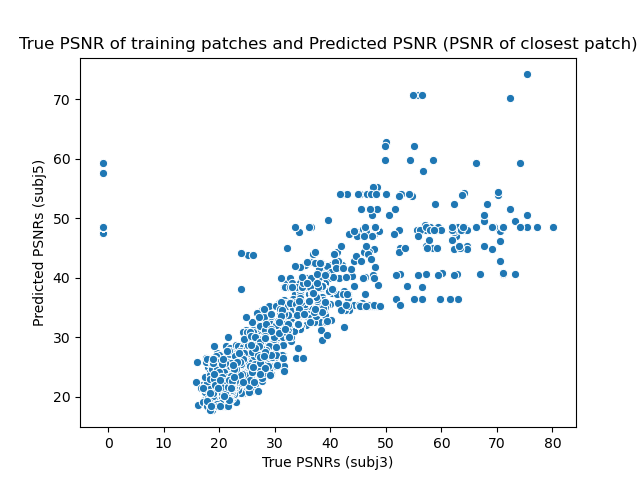 True PSNR of training patches and Predicted PSNR (PSNR of closest patch)
70
60
50
40
30
20
Predicted PSNRs (subj5)
0 10 20 30 40 50 60 70 80
True PSNRs (subj3)